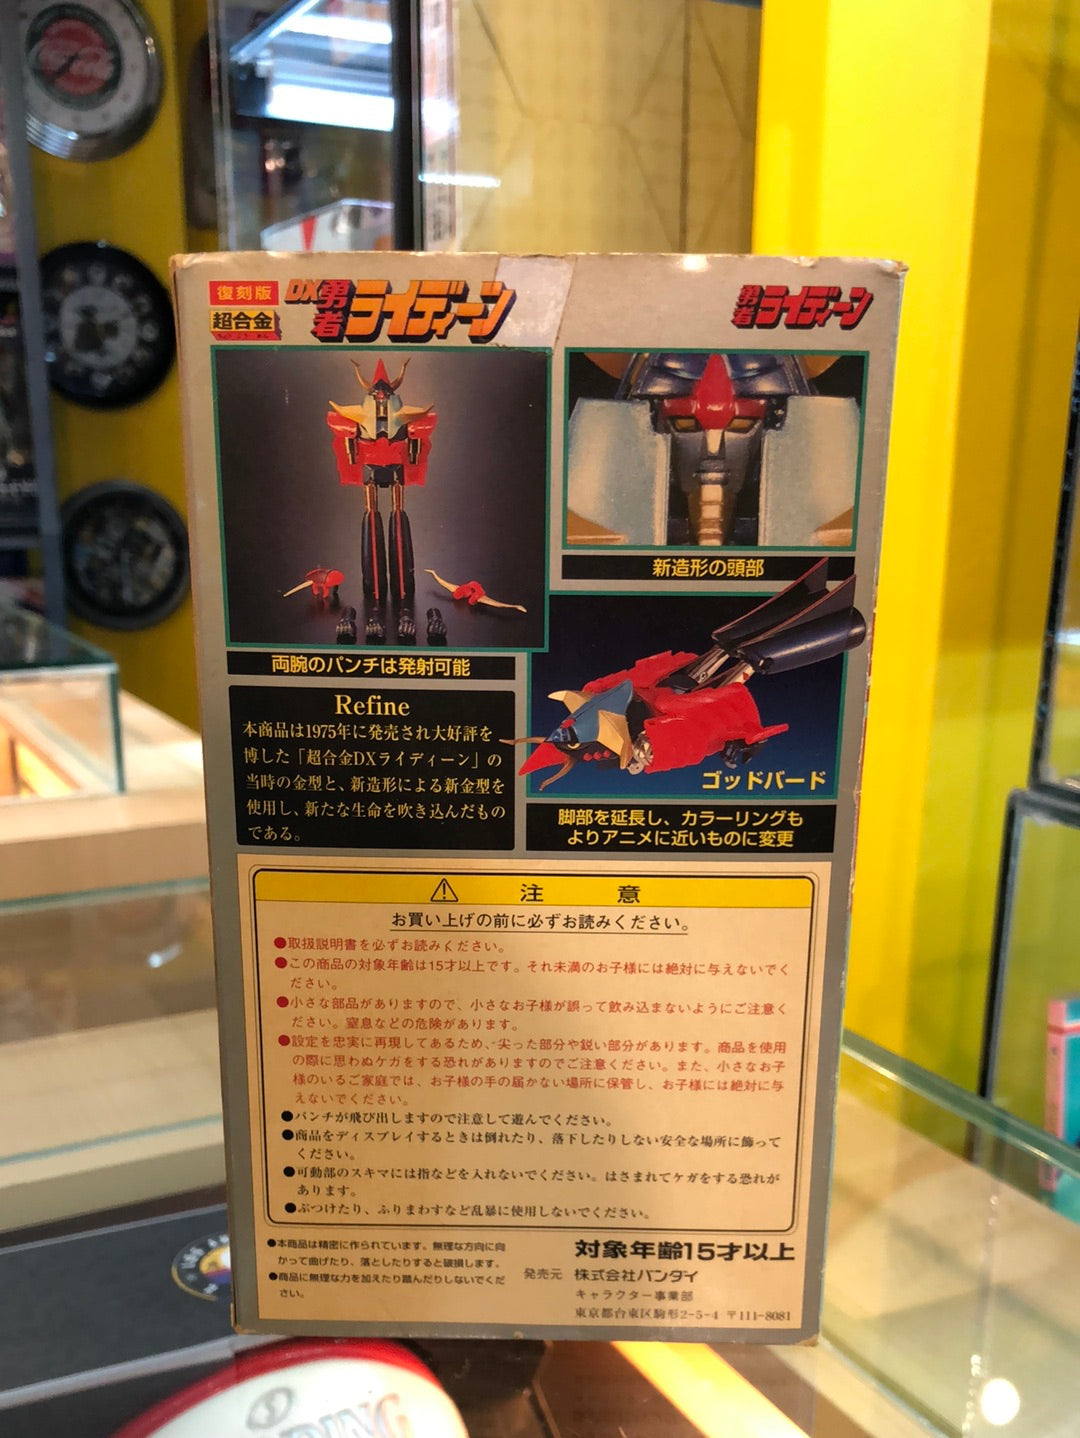 Coca-Cola
復刻版
超合金
DX勇者ライディーン
勇者ライディーン
両腕のパンチは発射可能
新造形の頭部
Refine
本商品は1975年に発売され大好評を
博した「超合金DXライディーン」の
当時の金型と、新造形による新金型を
使用し、新たな生命を吹き込んだもの
である。
ゴッドバード
脚部を延長し、カラーリングも
よりアニメに近いものに変更
注意
お買い上げの前に必ずお読みください。
●取扱説明書を必ずお読みください。
●この商品の対象年齢は15才以上です。それ未満のお子様には絶対に与えないでく
ださい。
●小さな部品がありますので、小さなお子様が誤って飲み込まないようにご注意く
ださい。窒息などの危険があります。
●設定を忠実に再現してあるため、尖った部分や鋭い部分があります。商品を使用
の際に思わぬケガをする恐れがありますのでご注意ください。また、小さなお子
様のいるご家庭では、お子様の手の届かない場所に保管し、お子様には絶対に与
えないでください。
●パンチが飛び出しますので注意して遊んでください。
●商品をディスプレイするときは倒れたり、落下したりしない安全な場所に飾って
ください。
●可動部のスキマには指などを入れないでください。はさまれてケガをする恐れが
あります。
●ぶつけたり、ふりまわすなど乱暴に使用しないでください。
●本商品は精密に作られています。無理な方向に向
かって曲げたり、落としたりすると破損します。
●商品に無理な力を加えたり踏んだりしないでくだ
さい。
対象年齢15才以上
発売元 株式会社バンダイ
キャラクター事業部
東京都台東区駒形2-5-4 〒111-8081